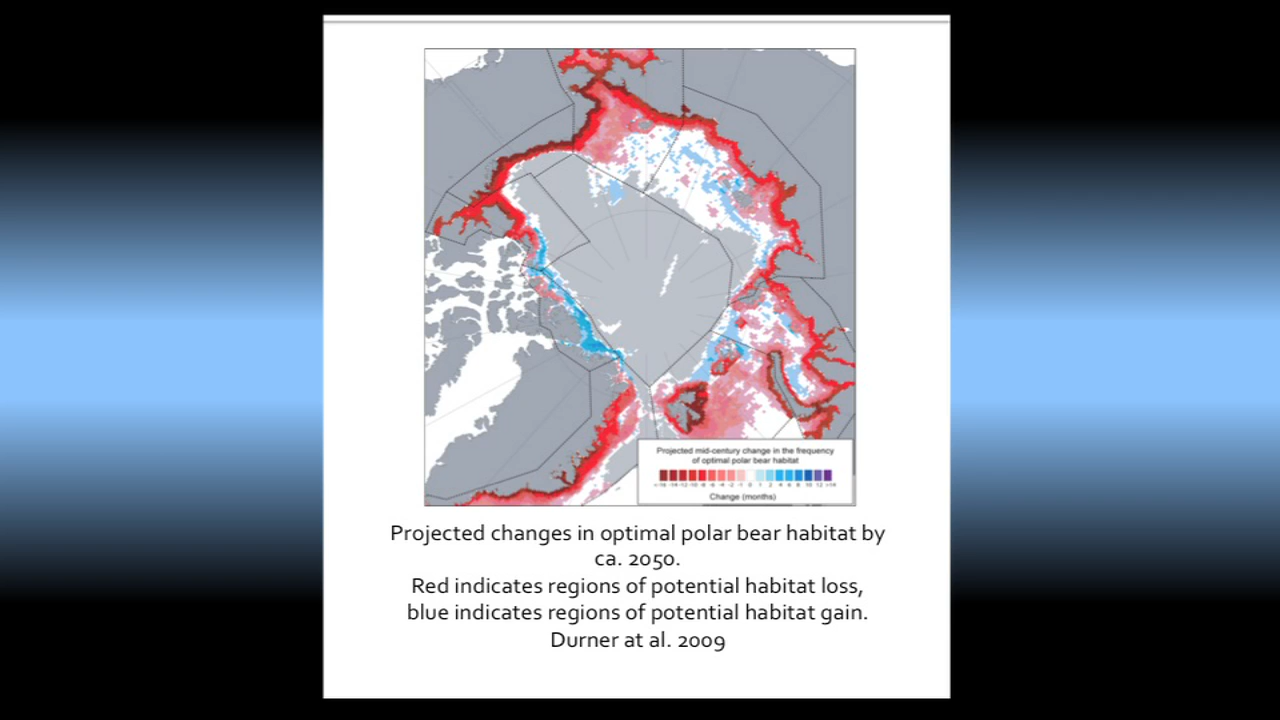 Projected mid-century change in the frequency
of optimal polar bear habitat
Change (months)
Projected changes in optimal polar bear habitat by
ca. 2050.
Red indicates regions of potential habitat loss,
blue indicates regions of potential habitat gain.
Durner at al. 2009